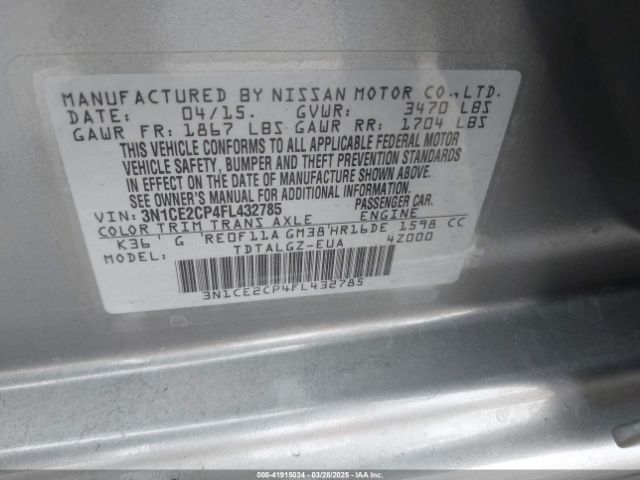 MANUFACTURED BY NISSAN MOTOR CO.,LTD.
DATE: 04/15. GVWR: 3470 LBS
GAWR FR: 1867 LBS GAWR RR: 1704 LBS
THIS VEHICLE CONFORMS TO ALL APPLICABLE FEDERAL MOTOR
VEHICLE SAFETY, BUMPER AND THEFT PREVENTION STANDARDS
IN EFFECT ON THE DATE OF MANUFACTURE SHOWN ABOVE.
SEE OWNER'S MANUAL FOR ADDITIONAL INFORMATION.
VIN: 3N1CE2CP4FL432785 PASSENGER CAR.
COLOR TRIM TRANS AXLE ENGINE
K36 G RE0F11A GM38 HR16DE 1598 CC
MODEL: TDTALGZ-EUA 42000
3N1CE2CP4FL432785
000-41915034 | 03/28/2025 - IAA, Inc.